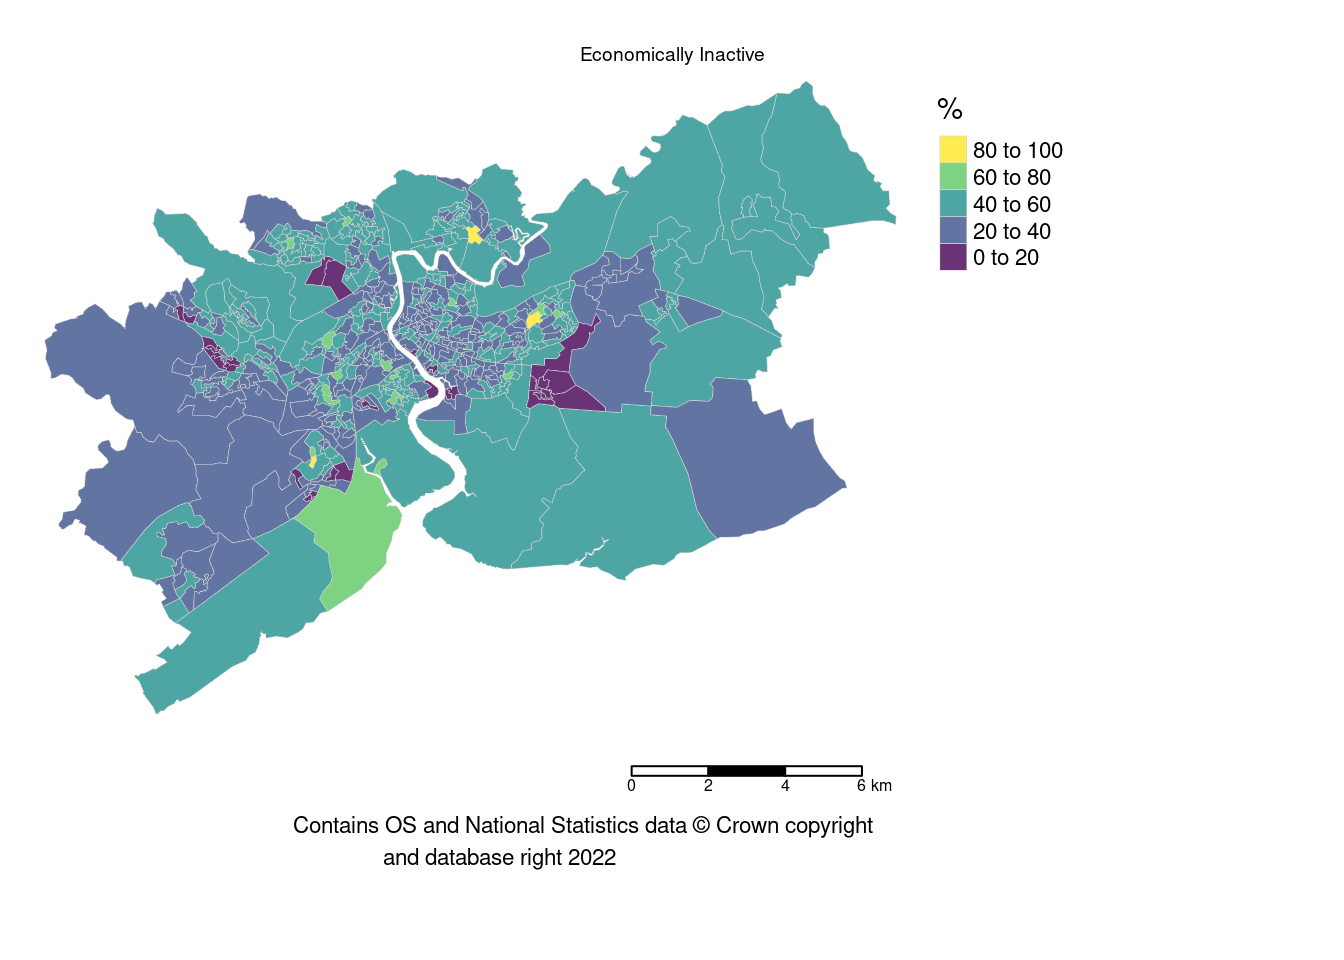 Economically Inactive
%
80 to 100
60 to 80
40 to 60
20 to 40
0 to 20
0 2 4 6 km
Contains OS and National Statistics data © Crown copyright
and database right 2022